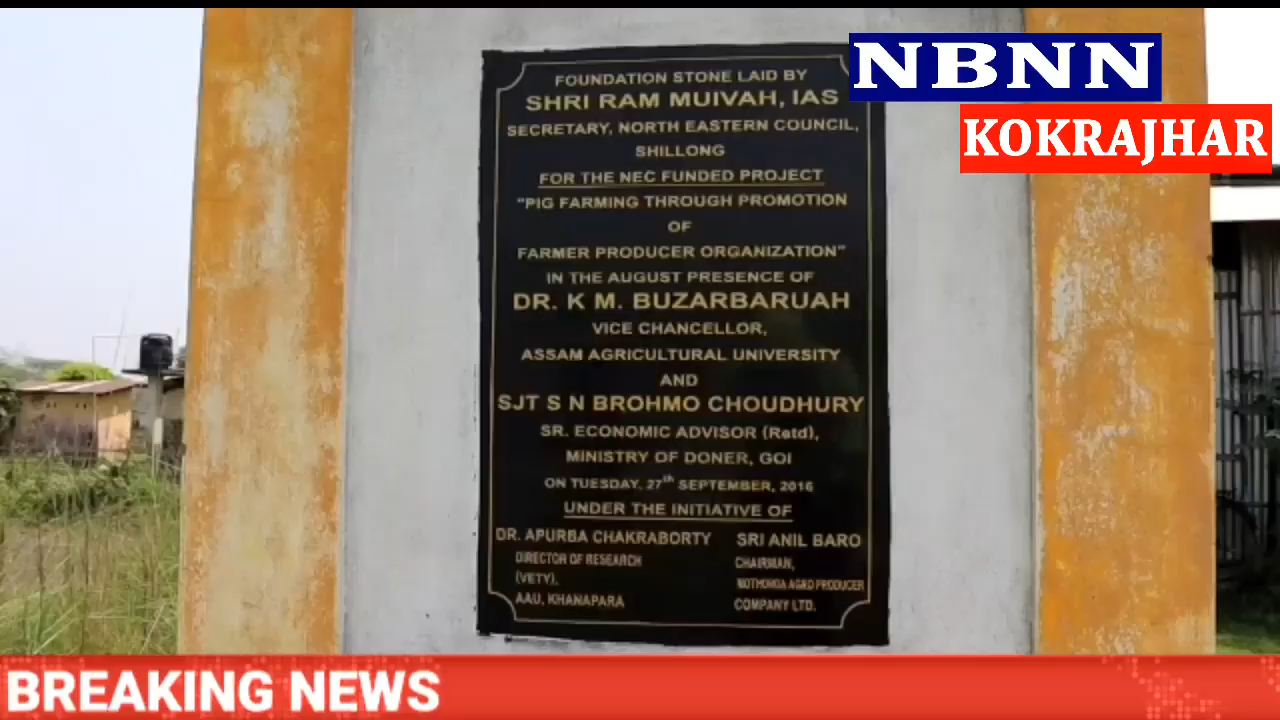 NBNN
KOKRAJHAR
FOUNDATION STONE LAID BY
SHRI RAM MUIVAH, IAS
SECRETARY, NORTH EASTERN COUNCIL,
SHILLONG
FOR THE NEC FUNDED PROJECT
"PIG FARMING THROUGH PROMOTION
OF
FARMER PRODUCER ORGANIZATION"
IN THE AUGUST PRESENCE OF
DR. K M. BUZARBARUAH
VICE CHANCELLOR,
ASSAM AGRICULTURAL UNIVERSITY
AND
SJT S N BROHMO CHOUDHURY
SR. ECONOMIC ADVISOR (Retd),
MINISTRY OF DONER, GOI
ON TUESDAY, 27th SEPTEMBER, 2016
UNDER THE INITIATIVE OF
DR. APURBA CHAKRABORTY
DIRECTOR OF RESEARCH
(VETY),
AAU, KHANAPARA
SRI ANIL BARO
CHAIRMAN,
AGRO PRODUCER
COMPANY LTD.
BREAKING NEWS